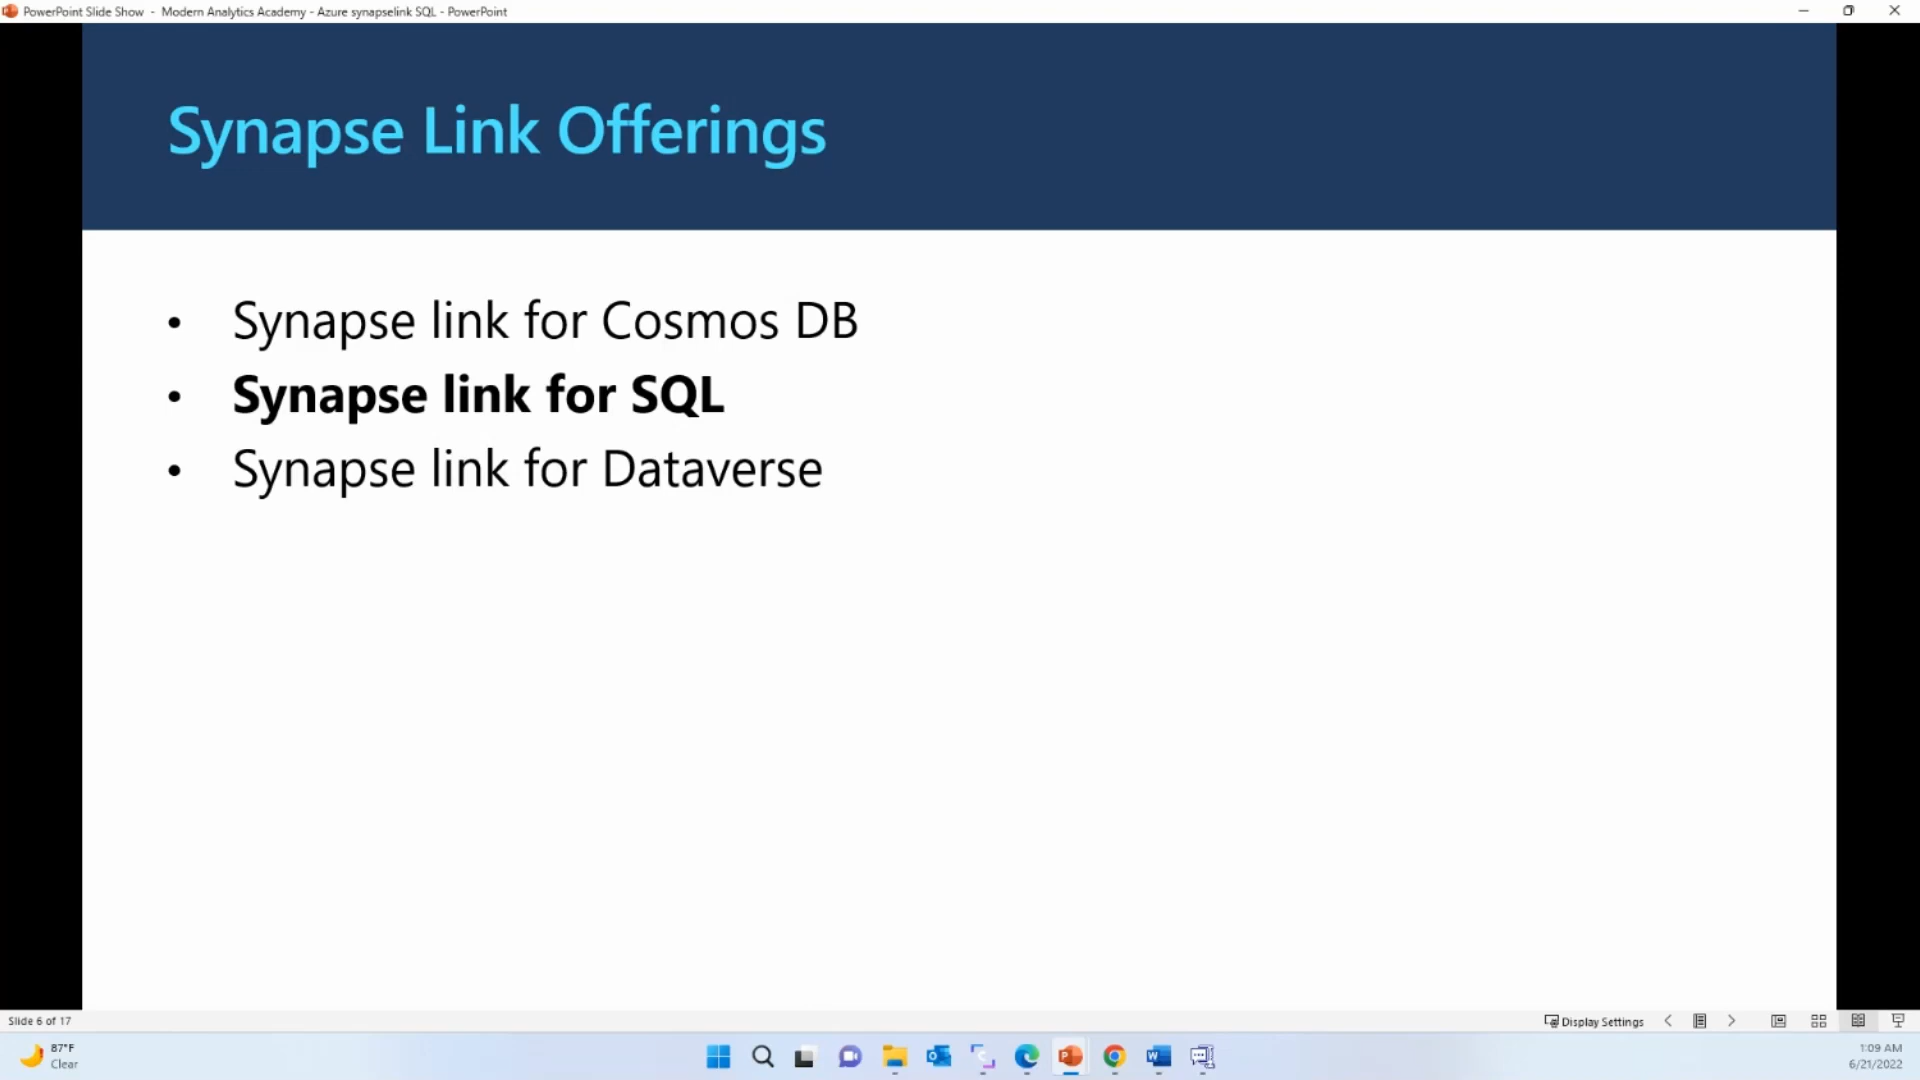 PowerPoint Slide Show - Modern Analytics Academy - Azure synapselink SQL - PowerPoint
Synapse Link Offerings
• Synapse link for Cosmos DB
• Synapse link for SQL
• Synapse link for Dataverse
Slide 6 of 17
Display Settings
87°F
Clear
1:09 AM
6/21/2022